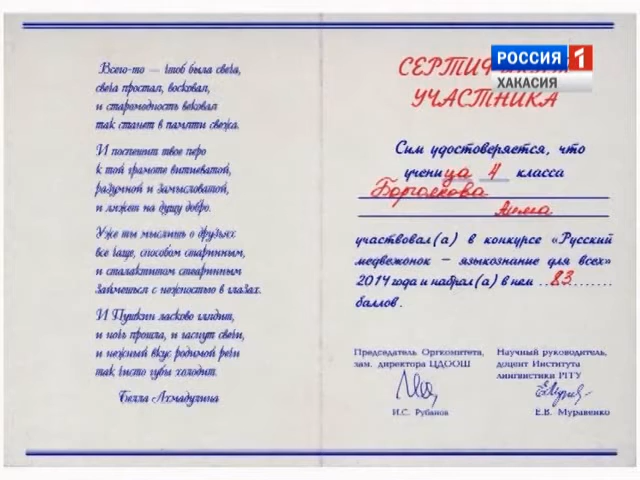 РОССИЯ 1
ХАКАСИЯ
Всего-то — чтоб была свеча,
свеча простая, восковая,
и старомодность вековая
так станет в памяти свежа.
И поспешит твое перо
к той грамоте витиеватой,
разумной и замысловатой,
и ляжет на душу добро.
Уже ты мыслишь о друзьях
все чаще, способом старинным,
и сталактитом стеариным
займешься с нежностью в глазах.
И Пушкин ласково глядит,
и ночь прошла, и гаснут свечи,
и нежный вкус родимой речи
так чисто губы холодит.
Белла Ахмадулина
СЕРТИФИКАТ
УЧАСТНИКА
Сим удостоверяется, что
ученица 4 класса
участвовал(а) в конкурсе «Русский
медвежонок – языкознание для всех»
2014 года и набрал(а) в нем 83
баллов.
Председатель Оргкомитета,
зам. директора ЦДООШ
И.С. Рубанов
Научный руководитель,
доцент Института
лингвистики РГГУ
Е.В. Муравенко